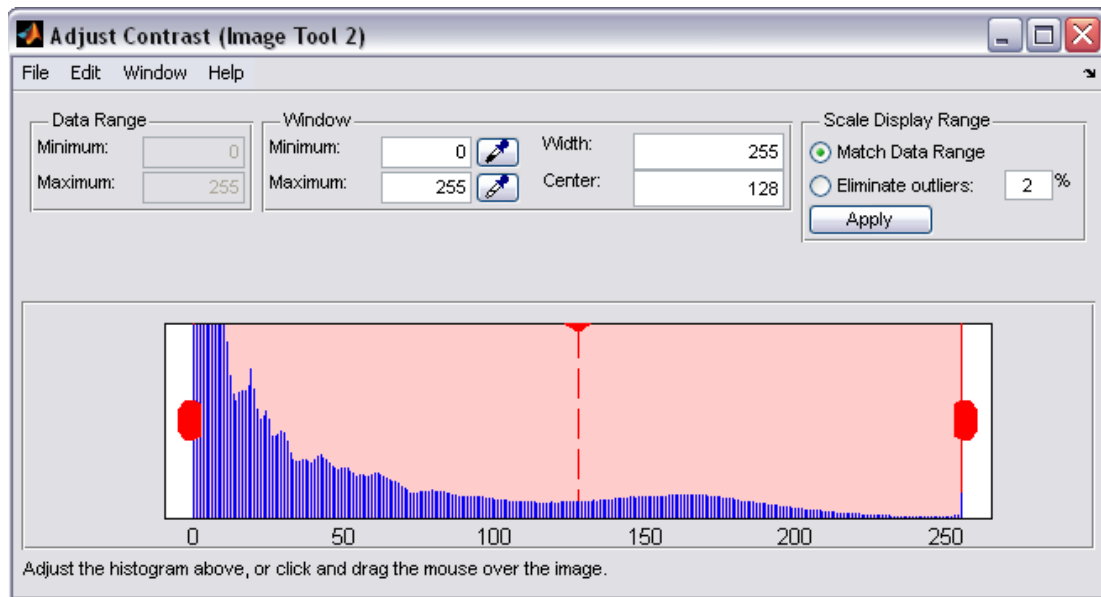 Adjust Contrast (Image Tool 2)
File Edit Window Help
Data Range
Minimum: 0
Maximum: 255
Window
Minimum: 0
Maximum: 255
Width: 255
Center: 128
Scale Display Range
Match Data Range
Eliminate outliers: 2 %
Apply
0 50 100 150 200 250
Adjust the histogram above, or click and drag the mouse over the image.